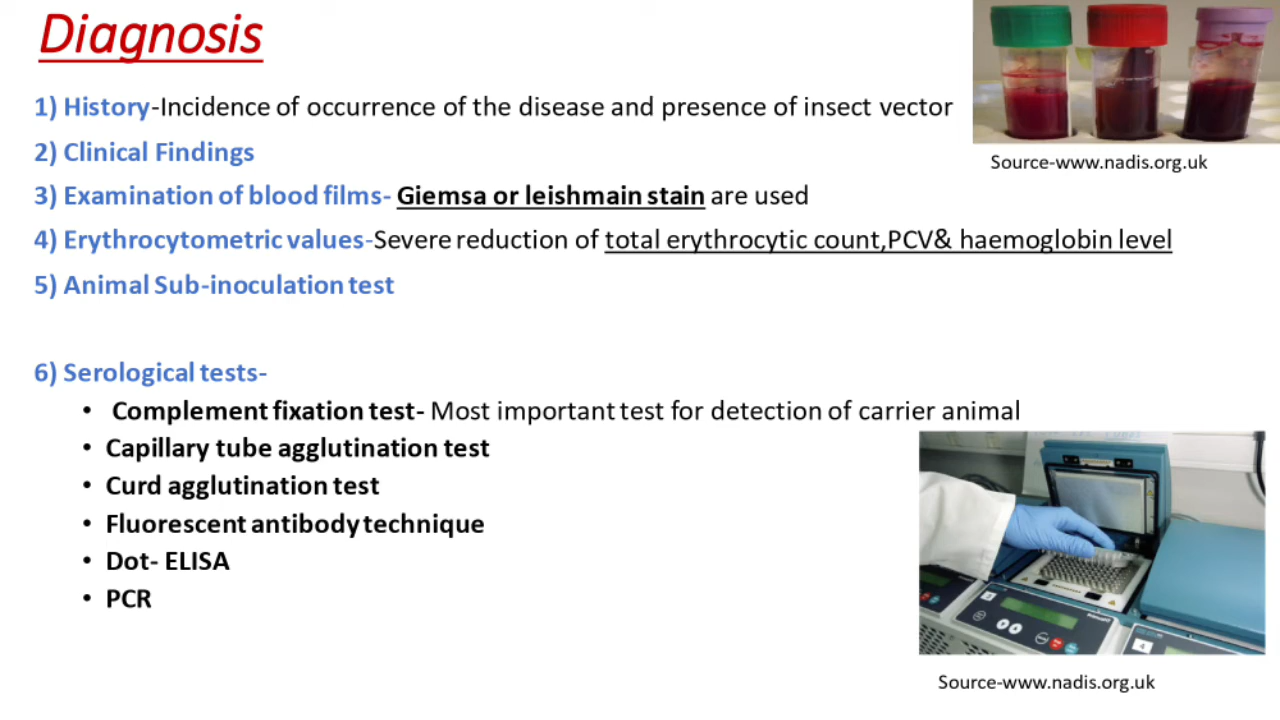 Diagnosis
1) History-Incidence of occurrence of the disease and presence of insect vector
Source-www.nadis.org.uk
2) Clinical Findings
3) Examination of blood films- Giemsa or leishmain stain are used
4) Erythrocytometric values-Severe reduction of total erythrocytic count,PCV& haemoglobin level
5) Animal Sub-inoculation test
6) Serological tests-
• Complement fixation test- Most important test for detection of carrier animal
• Capillary tube agglutination test
• Curd agglutination test
• Fluorescent antibody technique
• Dot- ELISA
• PCR
3
4
Source-www.nadis.org.uk